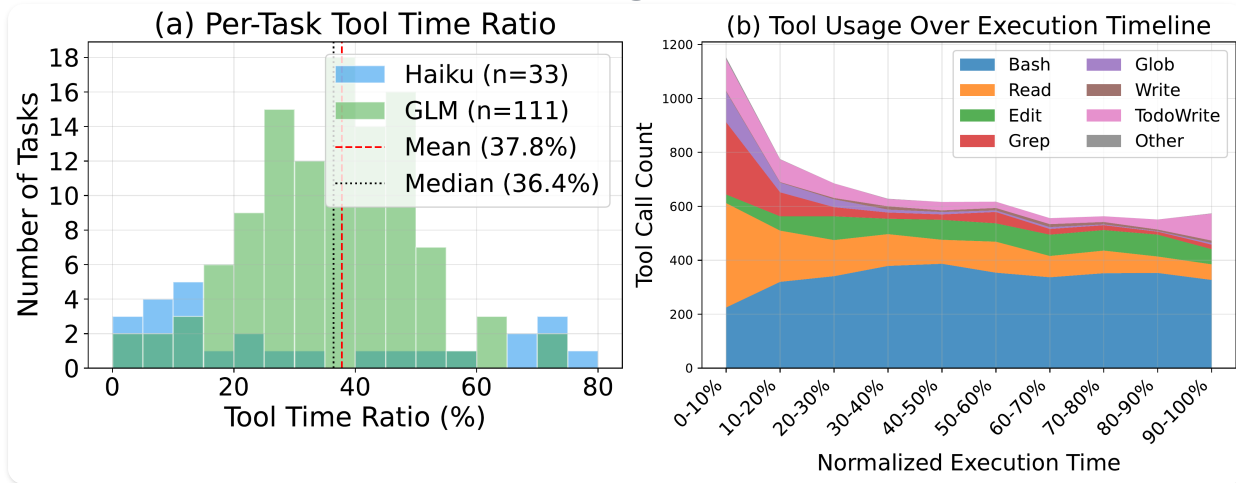 (a) Per-Task Tool Time Ratio
18
16
14
12
10
8
6
4
2
0
Number of Tasks
Haiku (n=33)
GLM (n=111)
Mean (37.8%)
Median (36.4%)
0 20 40 60 80
Tool Time Ratio (%)
(b) Tool Usage Over Execution Timeline
1200
1000
800
600
400
200
0
Tool Call Count
Bash Glob
Read Write
Edit TodoWrite
Grep Other
0-10% 10-20% 20-30% 30-40% 40-50% 50-60% 60-70% 70-80% 80-90% 90-100%
Normalized Execution Time